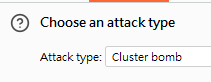 Choose an attack type
Attack type: Cluster bomb